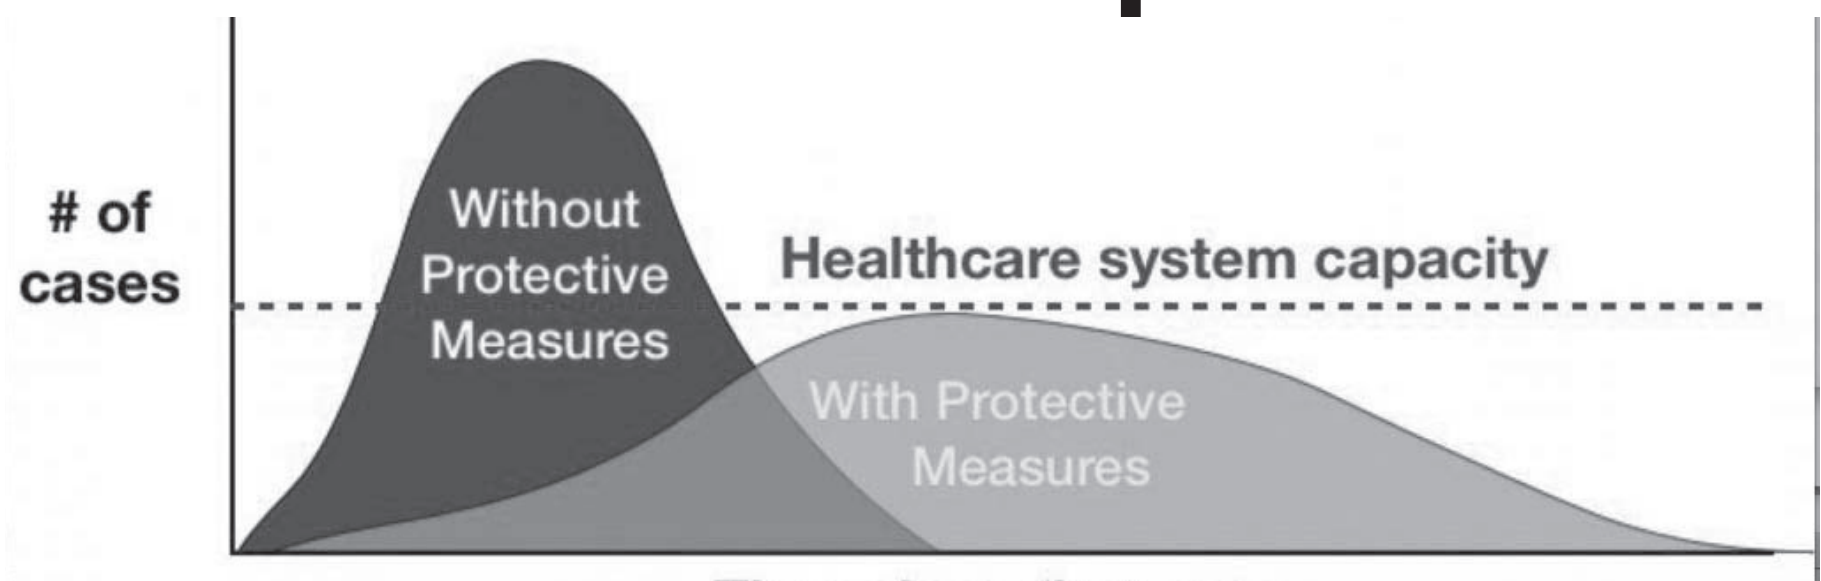 # of
cases
Without
Protective
Measures
Healthcare system capacity
With Protective
Measures